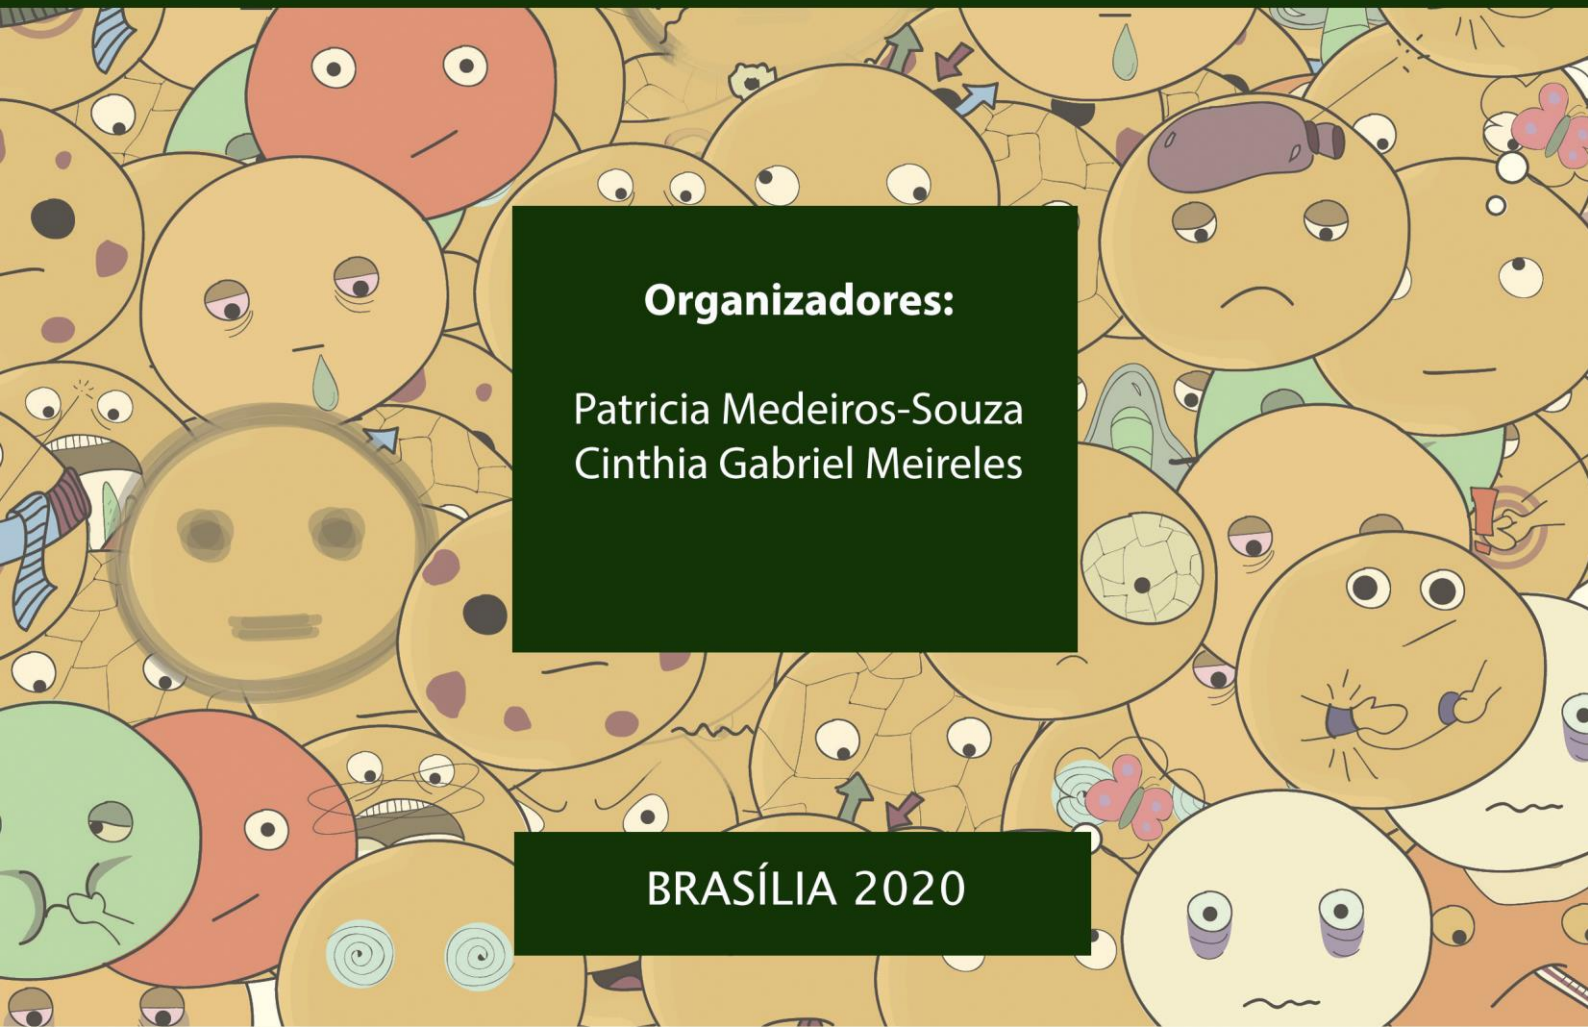 Organizadores:
Patricia Medeiros-Souza
Cinthia Gabriel Meireles
BRASÍLIA 2020